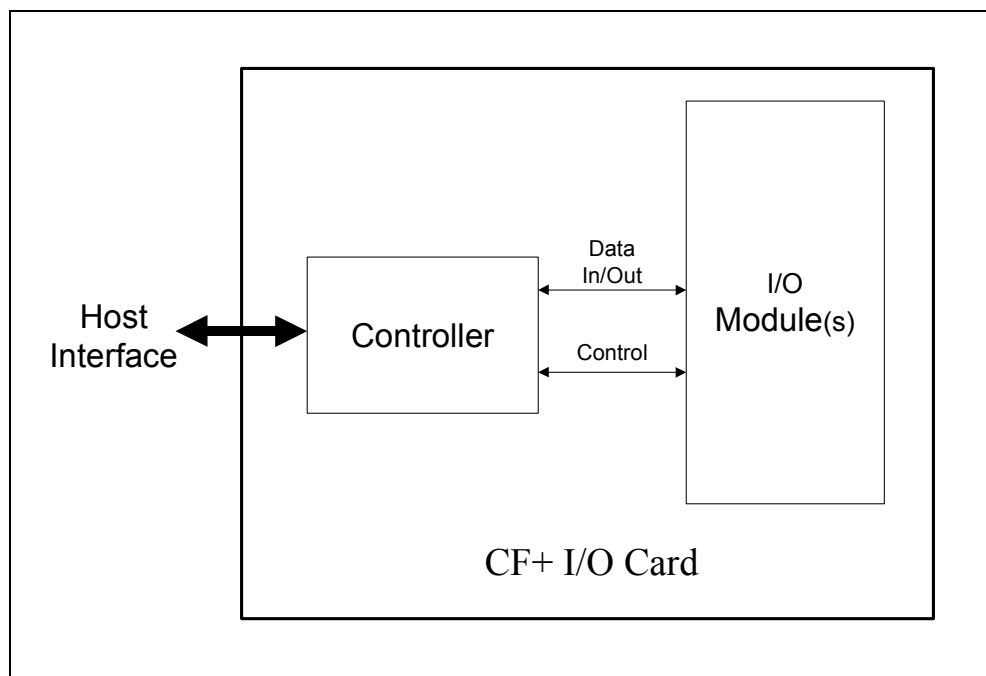 Host
Interface
Controller
Data
In/Out
Control
I/O
Module(s)
CF+ I/O Card